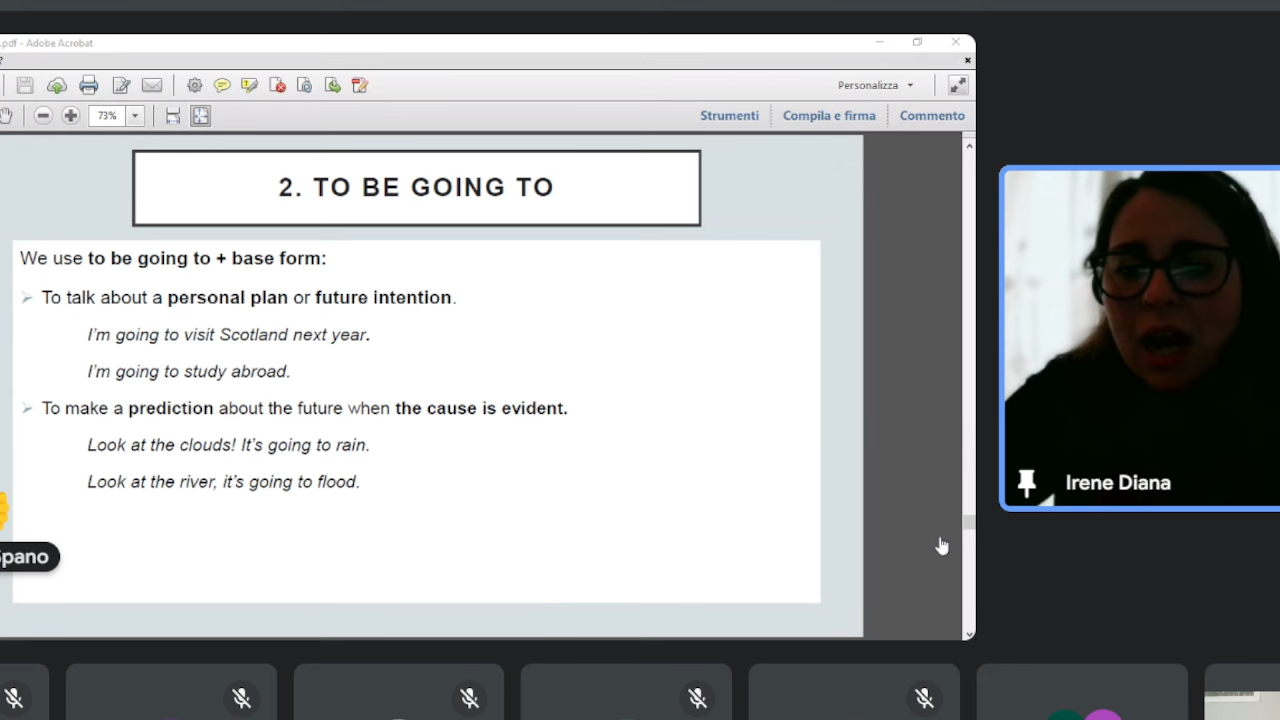 .pdf - Adobe Acrobat
?
Personalizza
73%
Strumenti
Compila e firma
Commento
2. TO BE GOING TO
We use to be going to + base form:
To talk about a personal plan or future intention.
I'm going to visit Scotland next year.
I'm going to study abroad.
To make a prediction about the future when the cause is evident.
Look at the clouds! It's going to rain.
Look at the river, it's going to flood.
Spano
Irene Diana